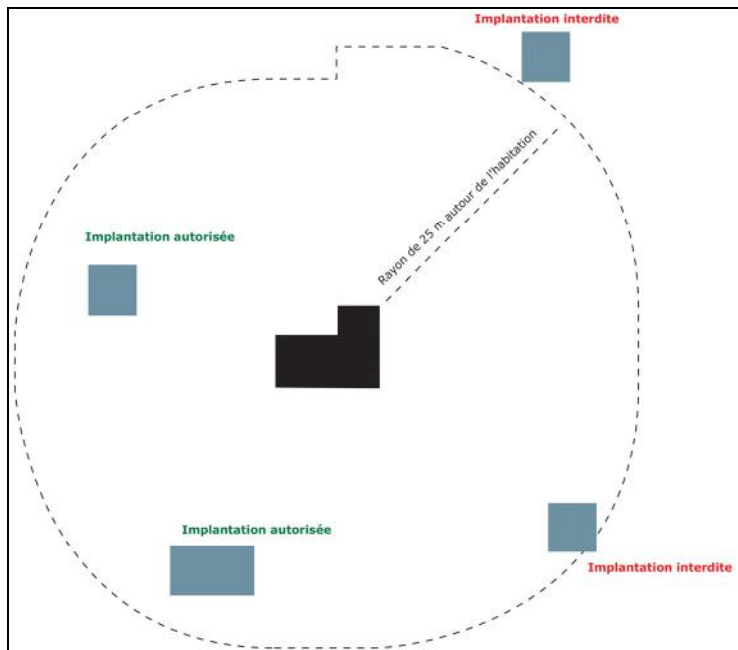 Implantation interdite
Rayon de 25 m autour de l'habitation
Implantation autorisée
Implantation autorisée
Implantation interdite